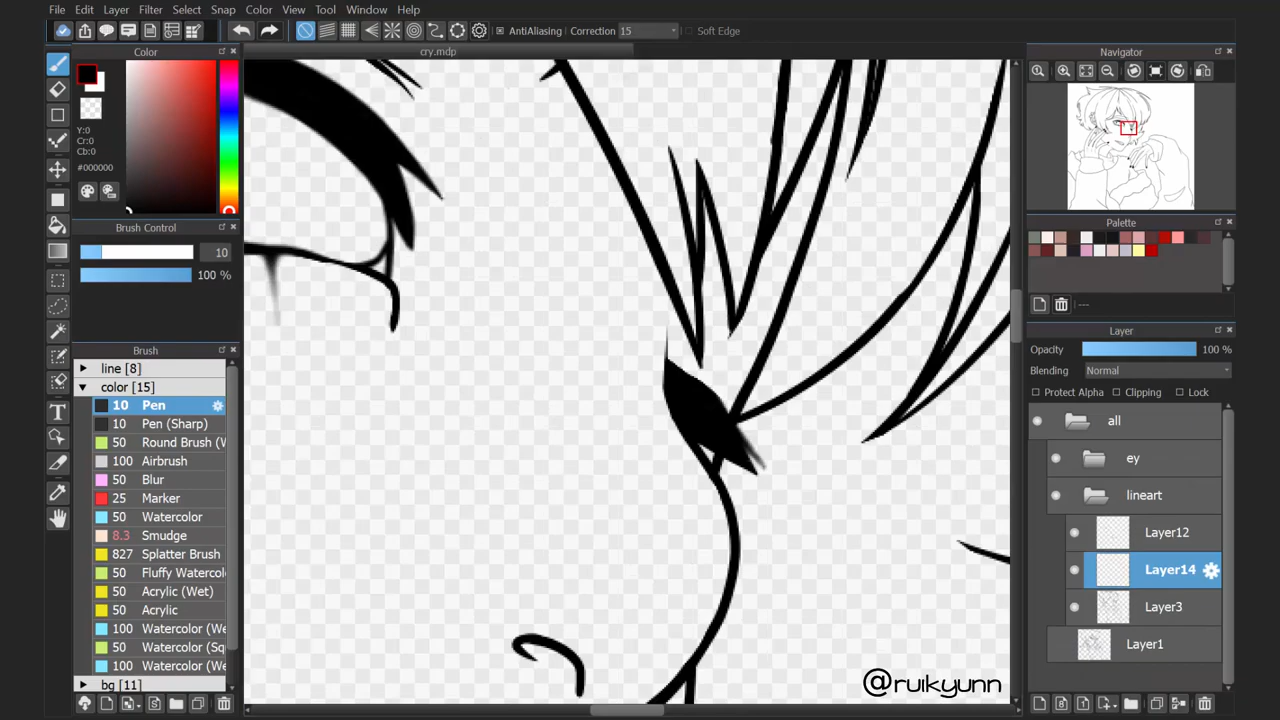 File Edit Layer Filter Select Snap Color View Tool Window Help
AntiAliasing Correction 15 Soft Edge
cry.mdp
Color
Y:0
Cr:0
Cb:0
#000000
Brush Control
10
100 %
Brush
line [8]
color [15]
10 Pen
10 Pen (Sharp)
50 Round Brush (W
100 Airbrush
50 Blur
25 Marker
50 Watercolor
8.3 Smudge
827 Splatter Brush
50 Fluffy Watercolo
50 Acrylic (Wet)
50 Acrylic
100 Watercolor (We
50 Watercolor (Squ
100 Watercolor (We
bg [11]
@ruikyunn
Navigator
Palette
---
Layer
Opacity 100 %
Blending Normal
Protect Alpha Clipping Lock
all
ey
lineart
Layer12
Layer14
Layer3
Layer1